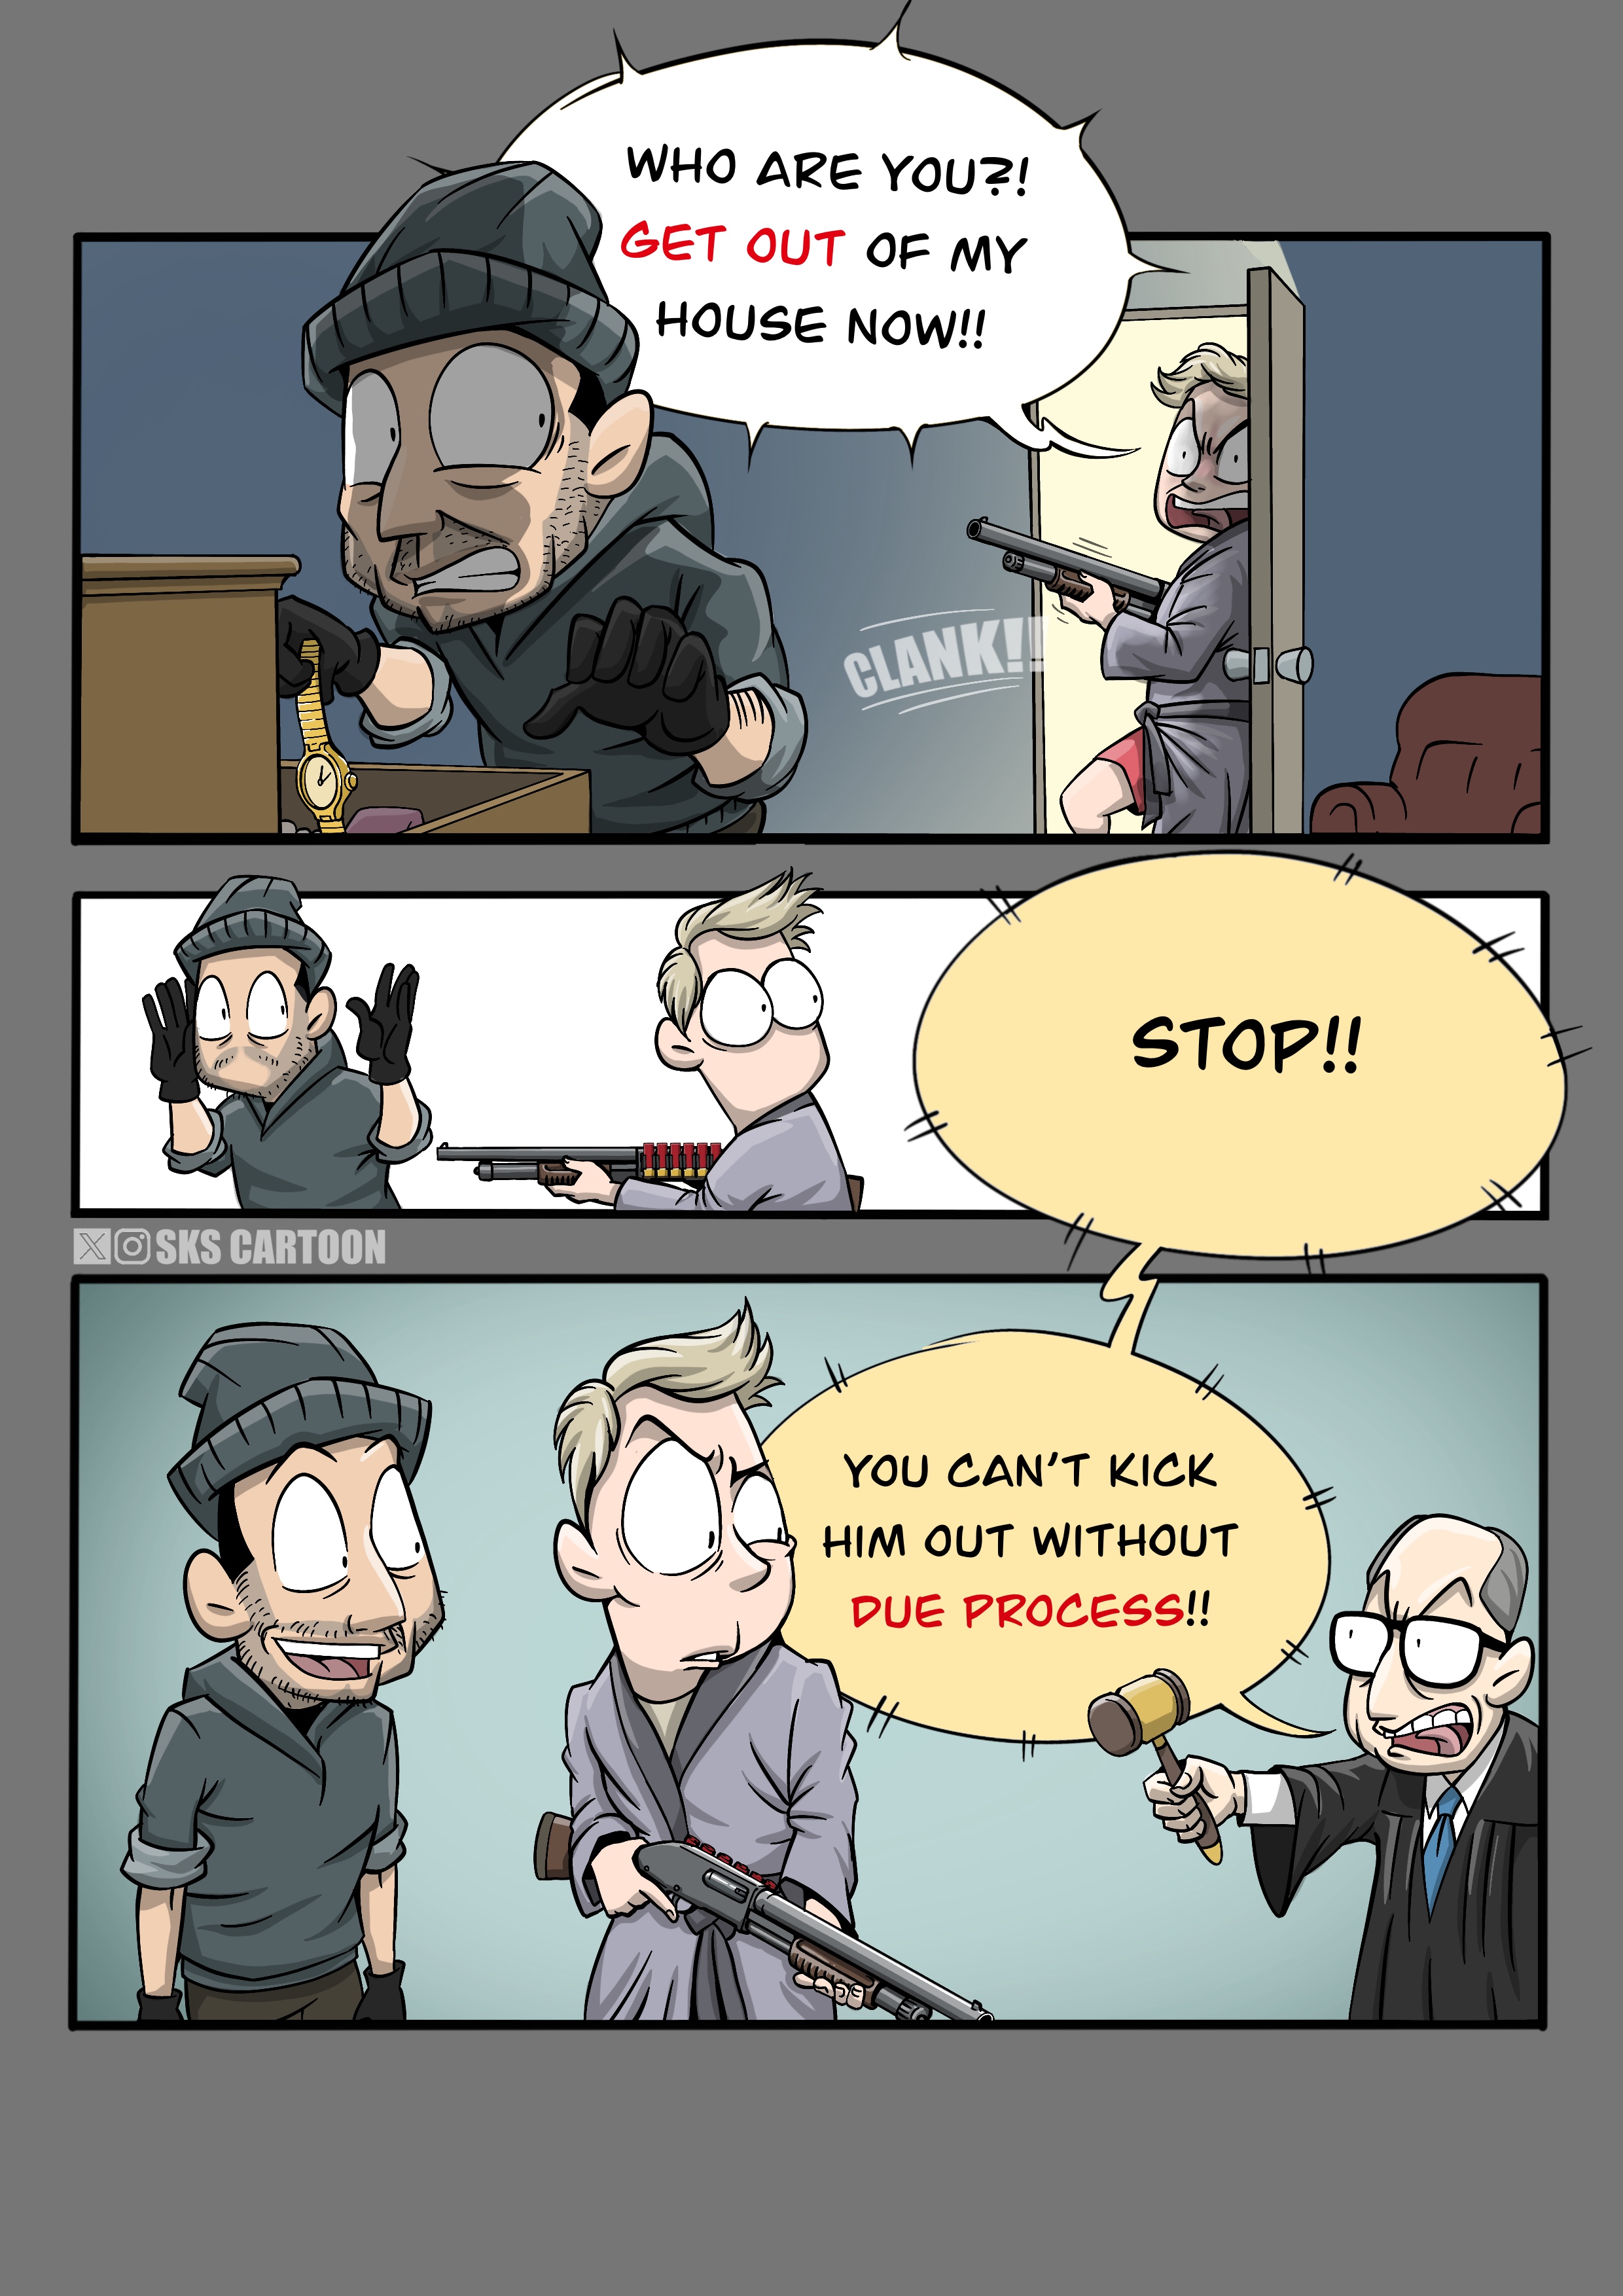 WHO ARE YOU?!
GET OUT OF MY
HOUSE NOW!!
CLANK!!
STOP!!
SKS CARTOON
YOU CAN'T KICK
HIM OUT WITHOUT
DUE PROCESS!!